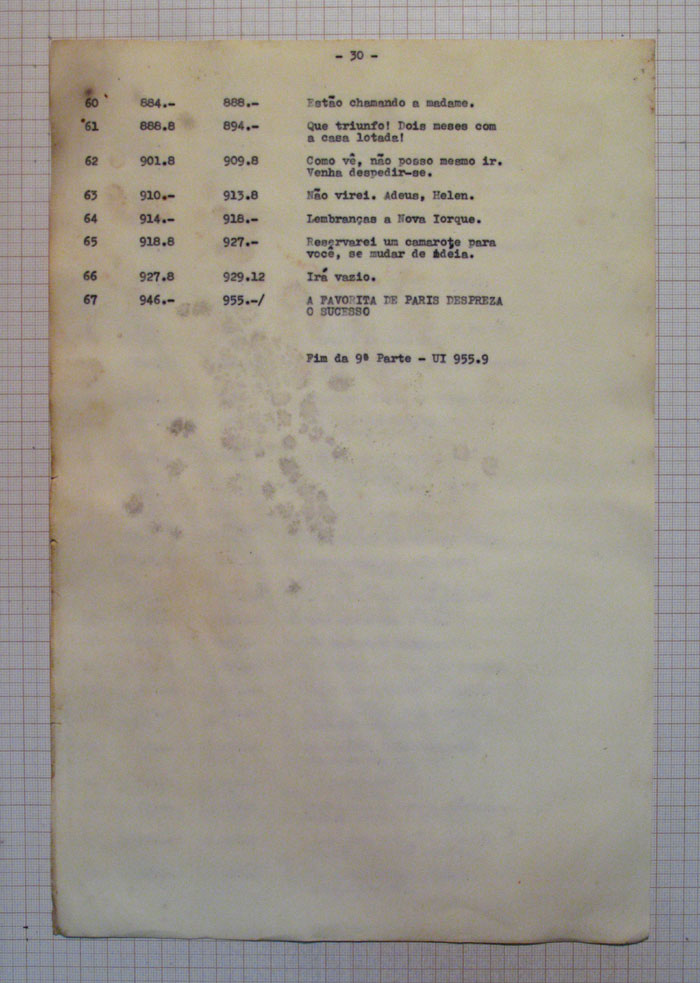 - 30 -
60 884.- 888.- Estão chamando a madame.
61 888.8 894.- Que triunfo! Dois meses com
a casa lotada!
62 901.8 909.8 Como vê, não posso mesmo ir.
Venha despedir-se.
63 910.- 913.8 Não virei. Adeus, Helen.
64 914.- 918.- Lembranças a Nova Iorque.
65 918.8 927.- Reservarei um camarote para
você, se mudar de idéia.
66 927.8 929.12 Irá vazio.
67 946.- 955.-/ A FAVORITA DE PARIS DESPREZA
O SUCESSO
Fim da 9ª Parte - UI 955.9